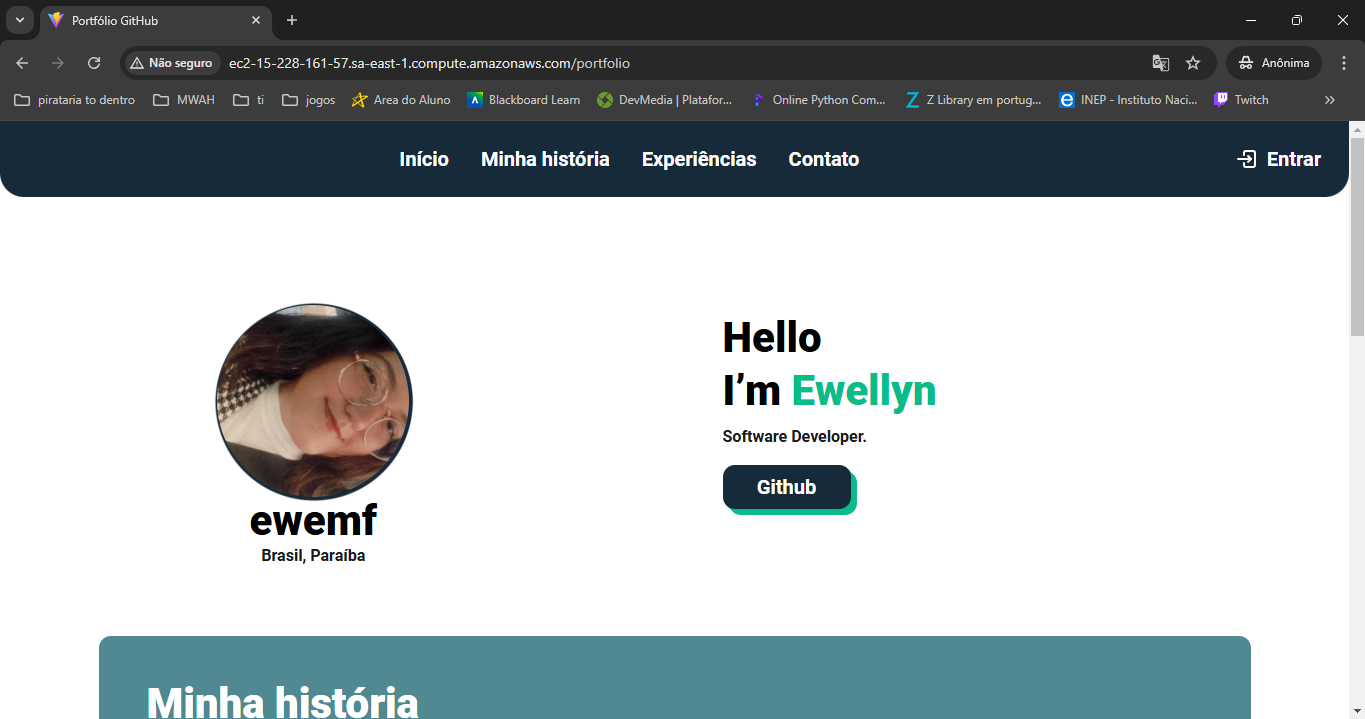 Portfólio GitHub
Não seguro
ec2-15-228-161-57.sa-east-1.compute.amazonaws.com/portfolio
Anônima
pirataria to dentro
MWAH
ti
jogos
Area do Aluno
Blackboard Learn
DevMedia | Platafor...
Online Python Com...
Z Library em portug...
INEP - Instituto Naci...
Twitch
Início
Minha história
Experiências
Contato
Entrar
ewemf
Brasil, Paraíba
Hello
I’m Ewellyn
Software Developer.
Github
Minha história